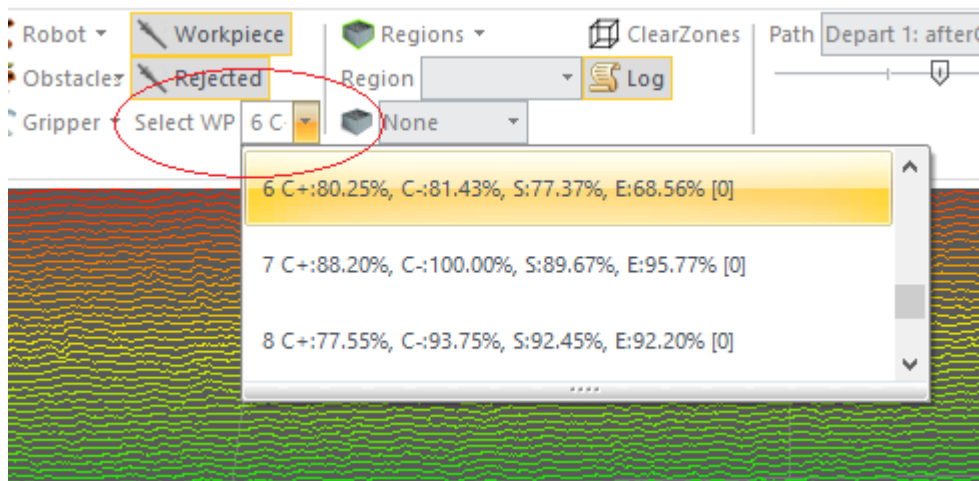 Robot Workpiece Regions ClearZones Path Depart 1: after
Obstacles Rejected Region Log
Gripper Select WP 6 C None
6 C+:80.25%, C-:81.43%, S:77.37%, E:68.56% [0]
7 C+:88.20%, C-:100.00%, S:89.67%, E:95.77% [0]
8 C+:77.55%, C-:93.75%, S:92.45%, E:92.20% [0]